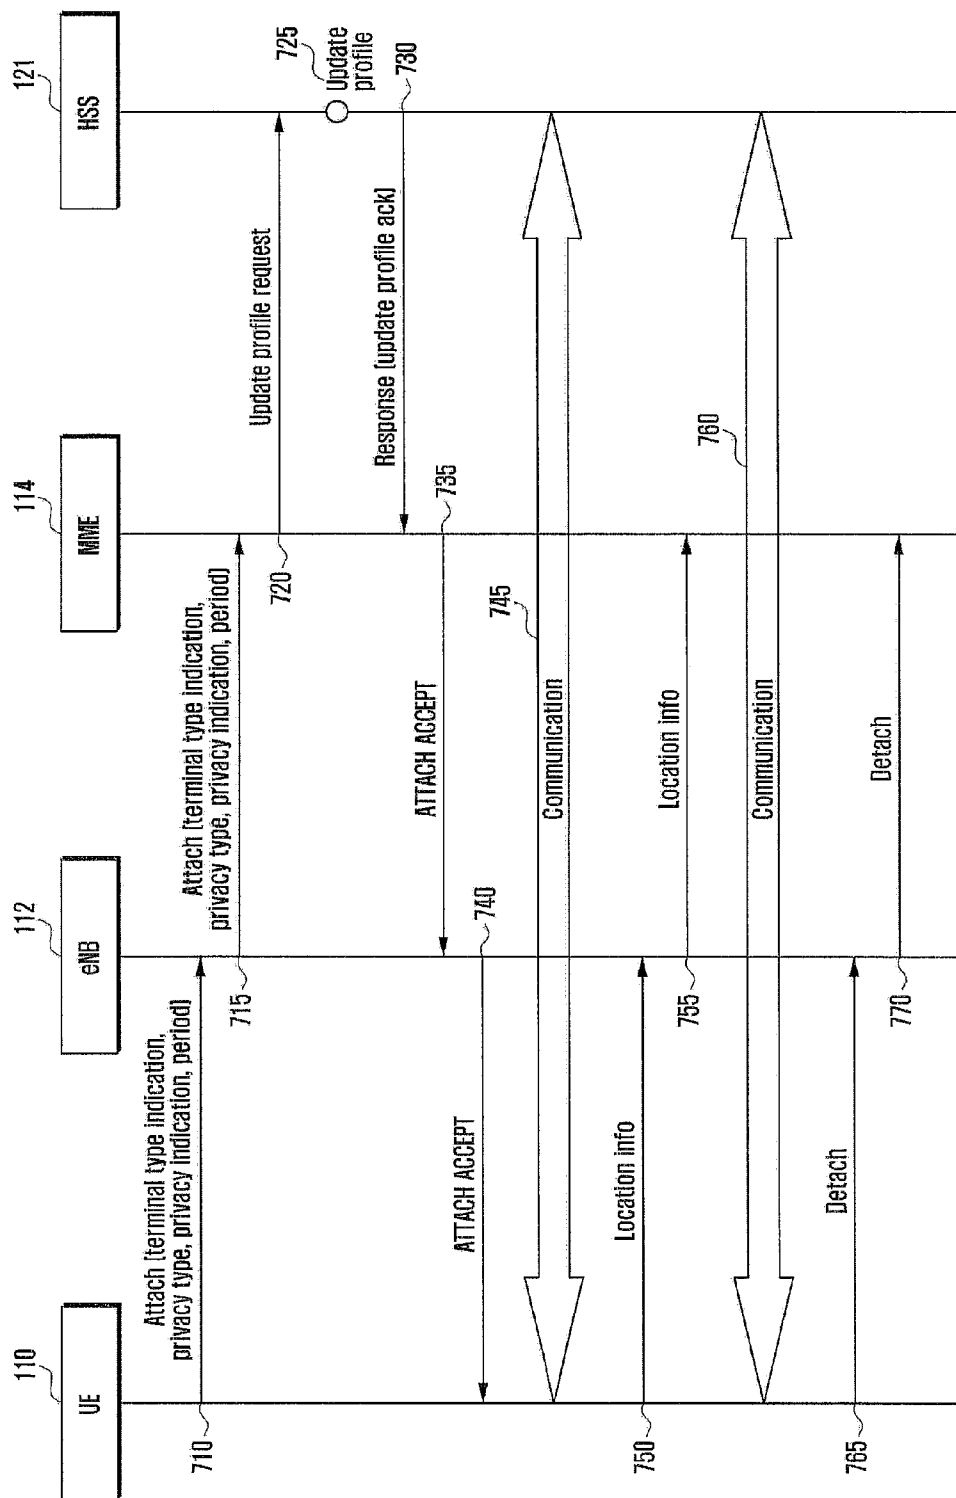 110
UE
112
eNB
114
MME
121
HSS
Attach (terminal type indication,
privacy type, privacy indication, period)
710
Attach (terminal type indication,
privacy type, privacy indication, period)
715
Update profile request
720
725
Update
profile
Response (update profile ack)
730
ATTACH ACCEPT
735
ATTACH ACCEPT
740
Communication
745
Location info
750
Location info
755
Communication
760
Detach
765
Detach
770